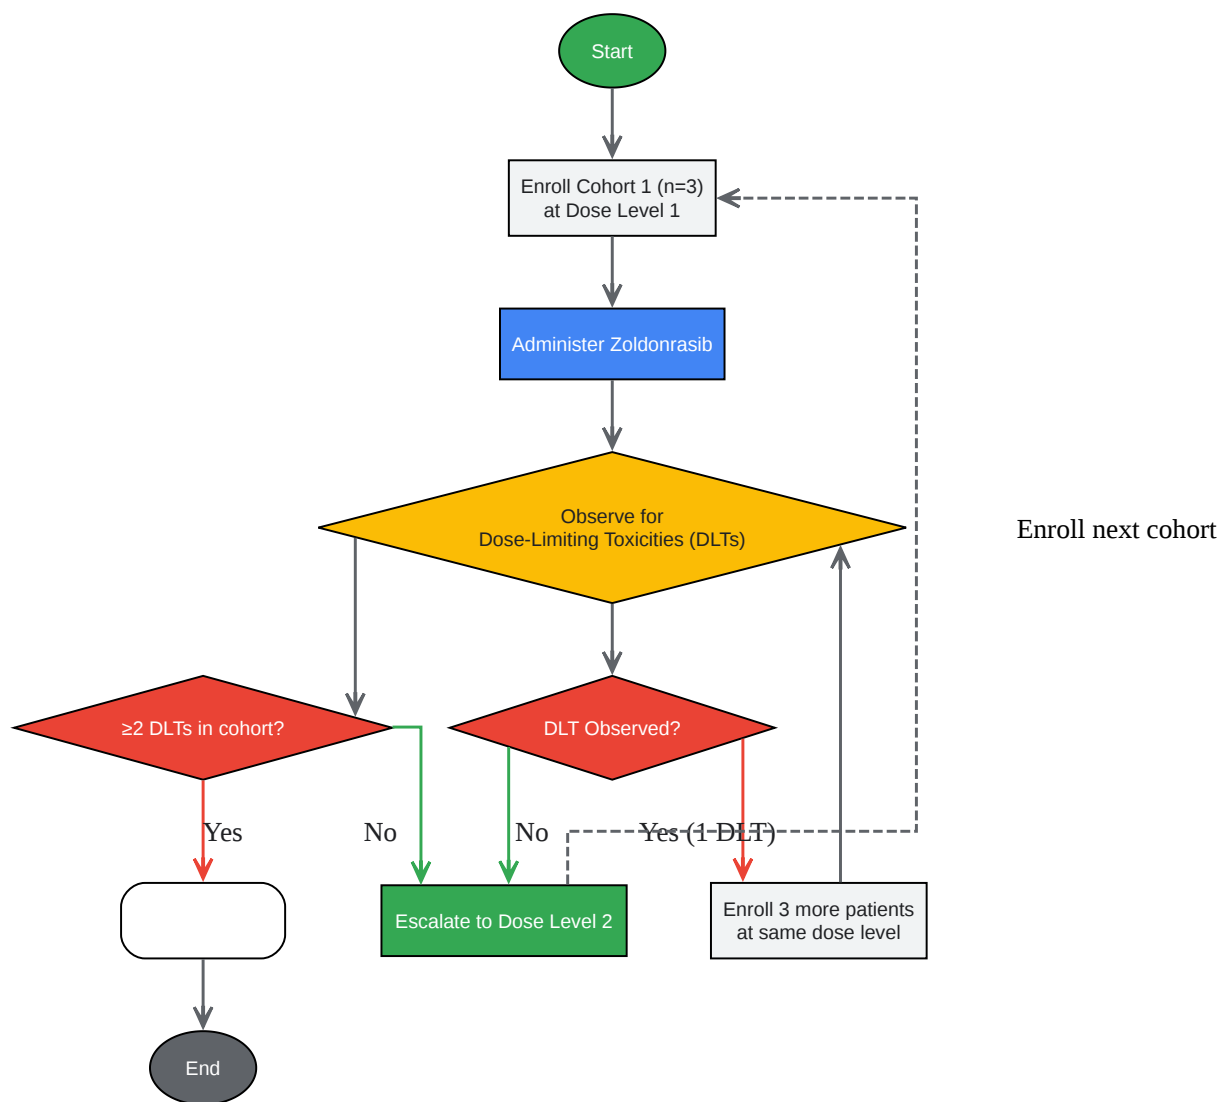 Start
Enroll Cohort 1 (n=3)
at Dose Level 1
Administer Zoldonrasib
Observe for
Dose-Limiting Toxicities (DLTs)
Enroll next cohort
≥2 DLTs in cohort?
DLT Observed?
Yes
No
No
Yes (1 DLT)
Escalate to Dose Level 2
Enroll 3 more patients
at same dose level
End